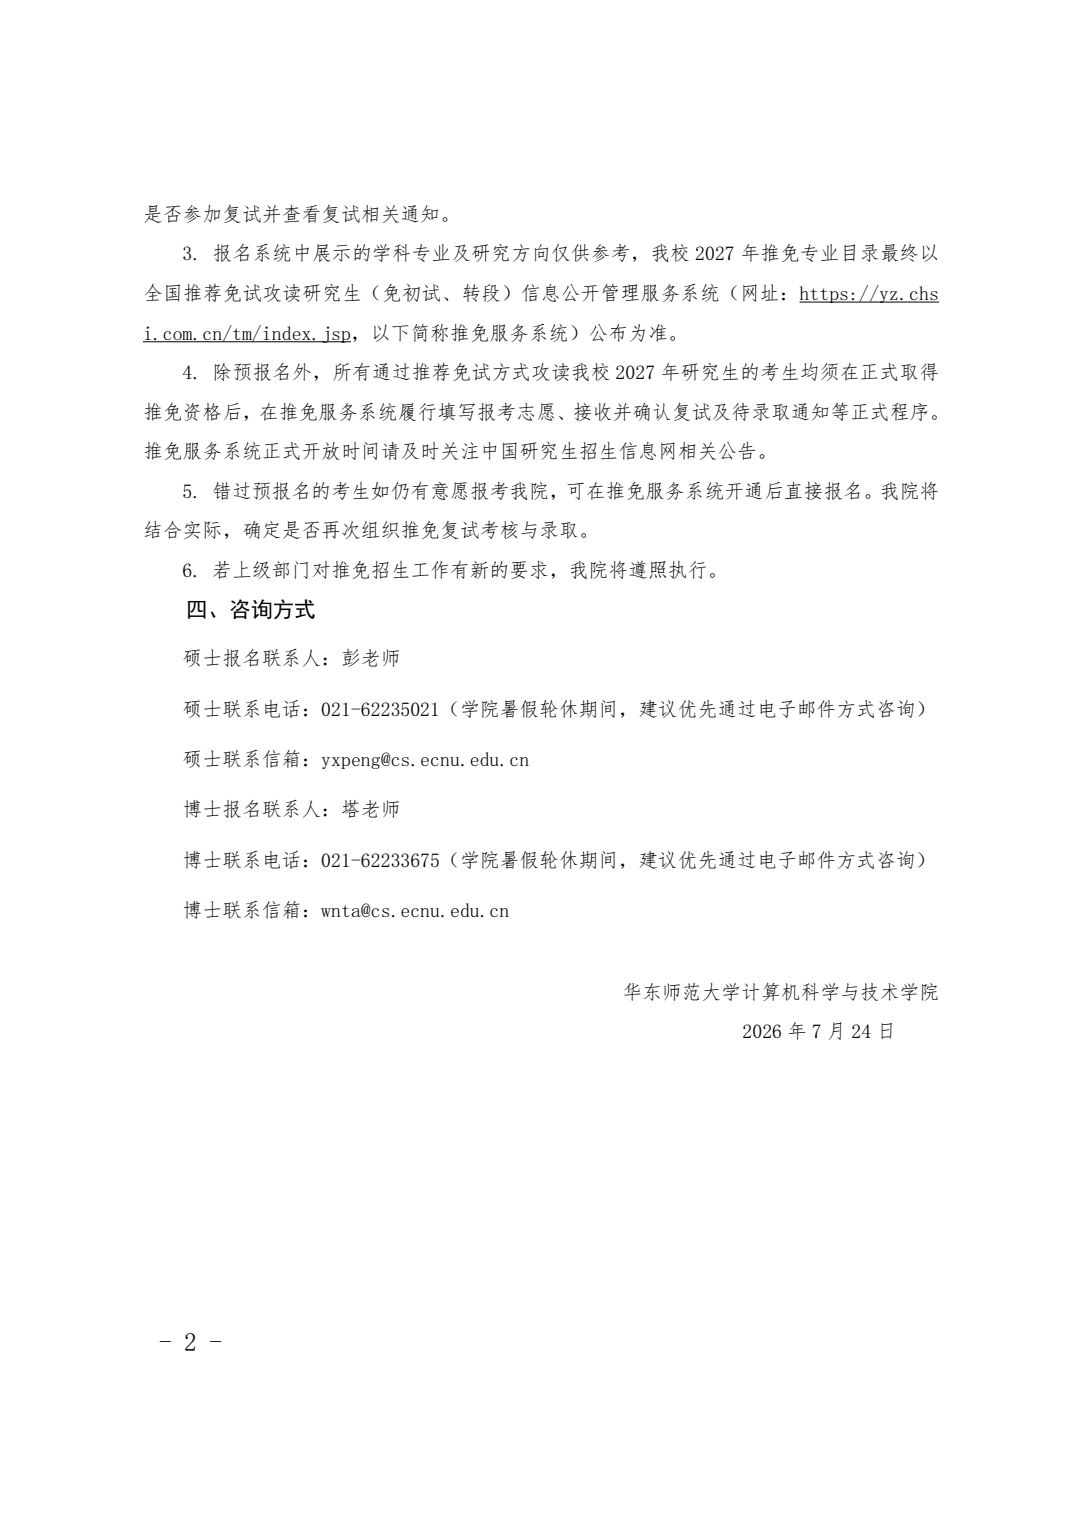 是否参加复试并查看复试相关通知。
3. 报名系统中展示的学科专业及研究方向仅供参考，我校 2027 年推免专业目录最终以
全国推荐免试攻读研究生（免初试、转段）信息公开管理服务系统（网址：https://yz.chs
i.com.cn/tm/index.jsp，以下简称推免服务系统）公布为准。
4. 除预报名外，所有通过推荐免试方式攻读我校 2027 年研究生的考生均须在正式取得
推免资格后，在推免服务系统履行填写报考志愿、接收并确认复试及待录取通知等正式程序。
推免服务系统正式开放时间请及时关注中国研究生招生信息网相关公告。
5. 错过预报名的考生如仍有意愿报考我院，可在推免服务系统开通后直接报名。我院将
结合实际，确定是否再次组织推免复试考核与录取。
6. 若上级部门对推免招生工作有新的要求，我院将遵照执行。
四、咨询方式
硕士报名联系人：彭老师
硕士联系电话：021-62235021（学院暑假轮休期间，建议优先通过电子邮件方式咨询）
硕士联系信箱：yxpeng@cs.ecnu.edu.cn
博士报名联系人：塔老师
博士联系电话：021-62233675（学院暑假轮休期间，建议优先通过电子邮件方式咨询）
博士联系信箱：wnta@cs.ecnu.edu.cn
华东师范大学计算机科学与技术学院
2026 年 7 月 24 日
- 2 -